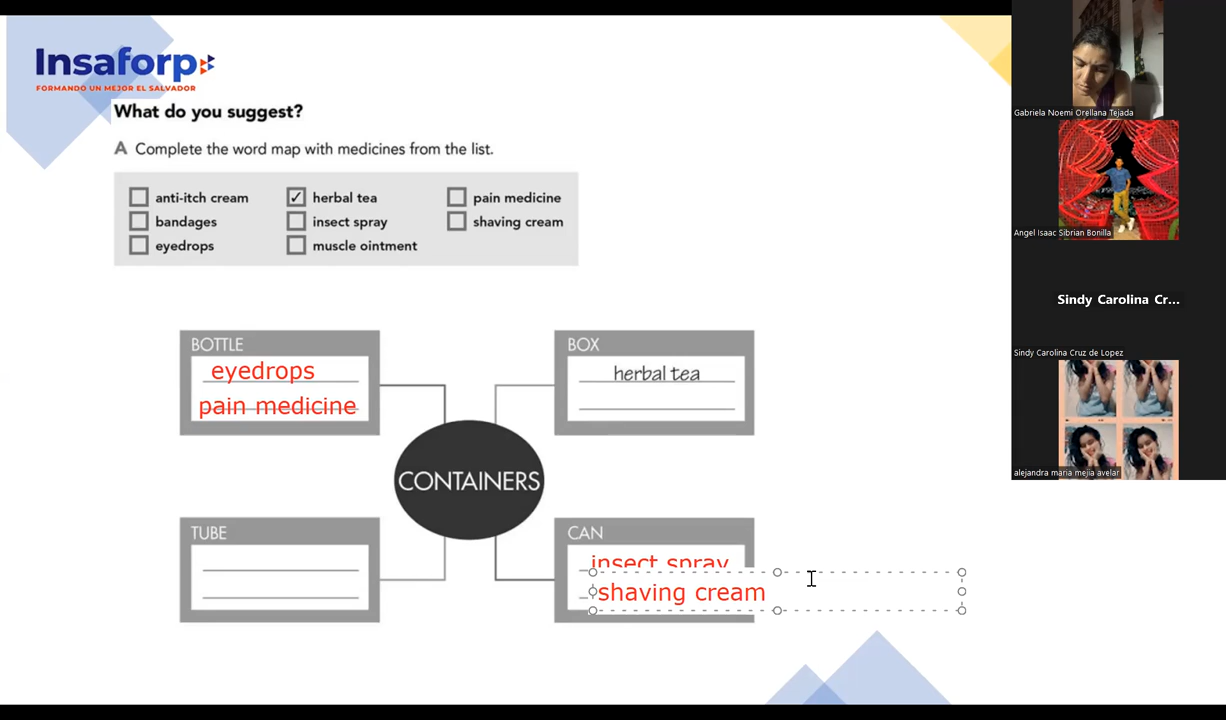 Insaforp
FORMANDO UN MEJOR EL SALVADOR
What do you suggest?
A Complete the word map with medicines from the list.
anti-itch cream
✓ herbal tea
pain medicine
bandages
insect spray
shaving cream
eyedrops
muscle ointment
BOTTLE
eyedrops
pain medicine
BOX
herbal tea
CONTAINERS
TUBE
CAN
insect spray
shaving cream
Gabriela Noemi Orellana Tejada
Angel Isaac Sibrian Bonilla
Sindy Carolina Cr...
Sindy Carolina Cruz de Lopez
alejandra maria mejia avelar